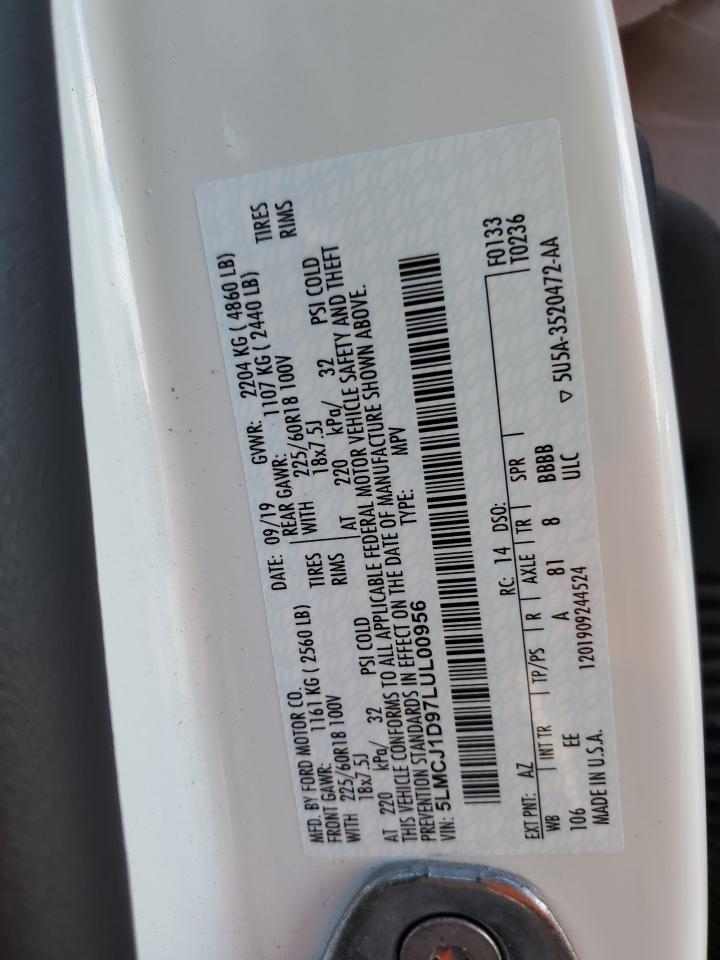 MFD. BY FORD MOTOR CO.
DATE: 09/19 GVWR: 2204 KG ( 4860 LB)
FRONT GAWR: 1161 KG ( 2560 LB) REAR GAWR: 1107 KG ( 2440 LB)
WITH 225/60R18 100V TIRES WITH 225/60R18 100V TIRES
18x7.5J RIMS 18x7.5J RIMS
AT 220 kPa/ 32 PSI COLD AT 220 kPa/ 32 PSI COLD
THIS VEHICLE CONFORMS TO ALL APPLICABLE FEDERAL MOTOR VEHICLE SAFETY AND THEFT
PREVENTION STANDARDS IN EFFECT ON THE DATE OF MANUFACTURE SHOWN ABOVE.
VIN: 5LMCJ1D97LUL00956 TYPE: MPV
F0133
T0236
EXT PNT: AZ RC: 14 DSO:
WB INT TR TP/PS R AXLE TR SPR
106 EE A 81 8 BBBB
ULC
MADE IN U.S.A. 1201909244524 ▽ 5U5A-3520472-AA